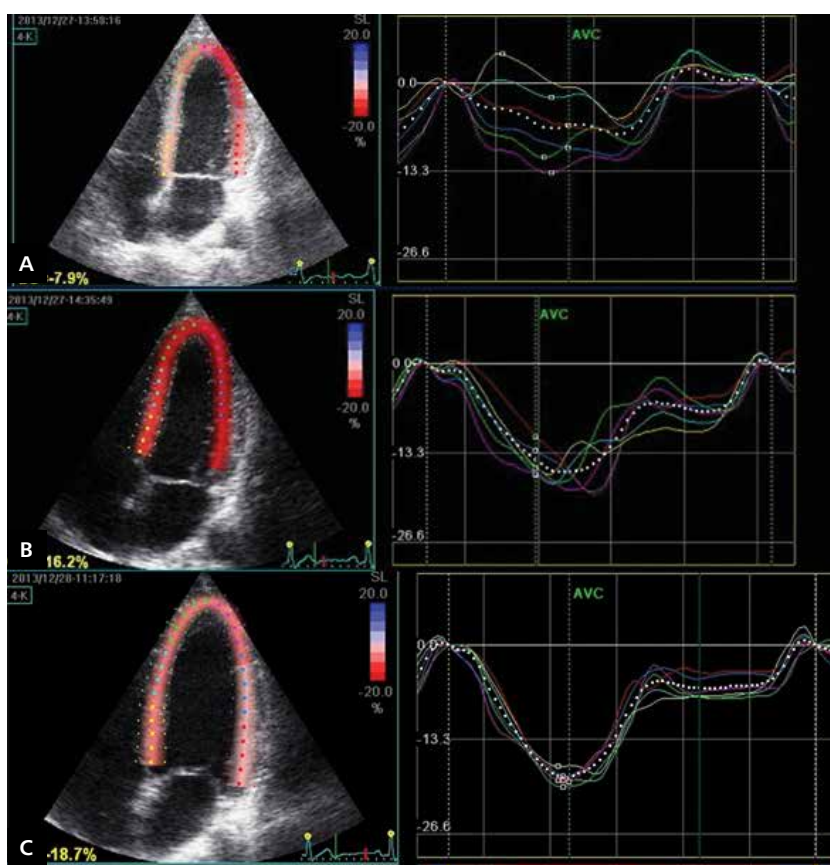 2013/12/27-13:58:16
4-K
SL
20.0
-20.0
%
AVC
0.0
-13.3
-26.6
A
-7.9%
2013/12/27-14:35:49
4-K
SL
20.0
-20.0
%
AVC
0.0
-13.3
-26.6
B
16.2%
2013/12/28-11:17:18
4-K
SL
20.0
-20.0
%
AVC
0.0
-13.3
-26.6
C
-18.7%